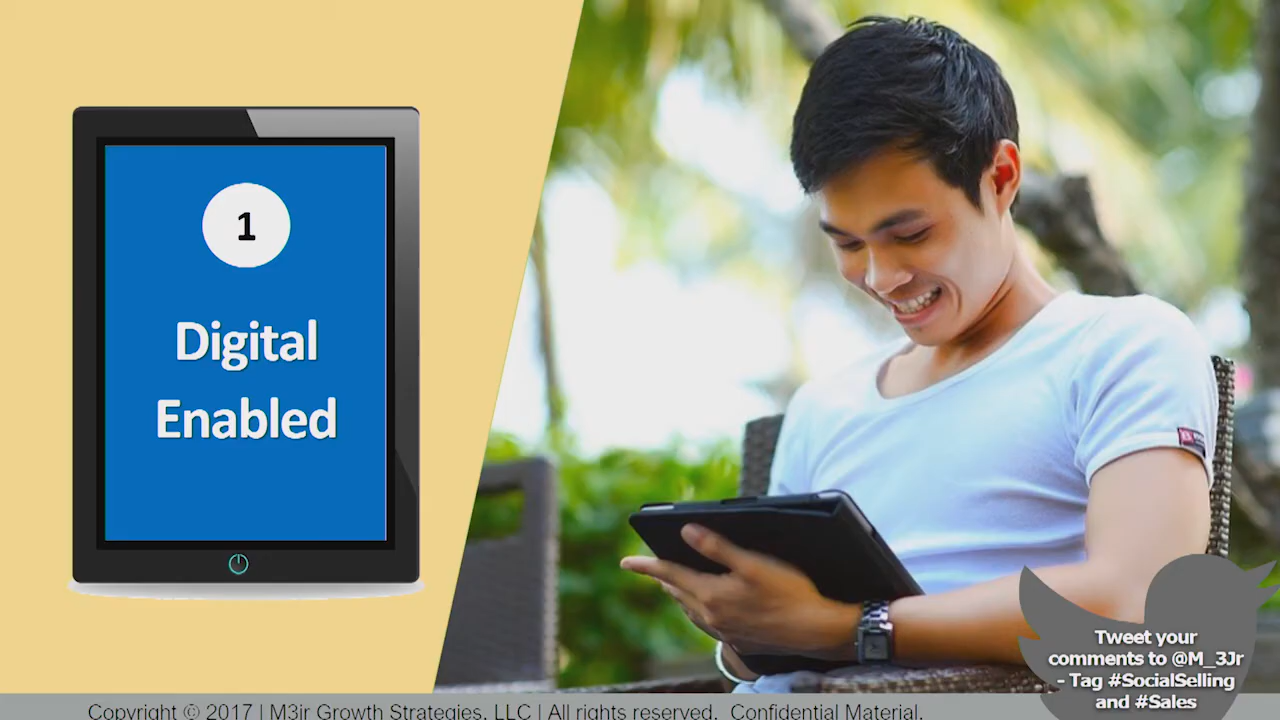 1
Digital
Enabled
Tweet your
comments to @M_3Jr
- Tag #SocialSelling
and #Sales
Copyright © 2017 | M3jr Growth Strategies, LLC | All rights reserved. Confidential Material.